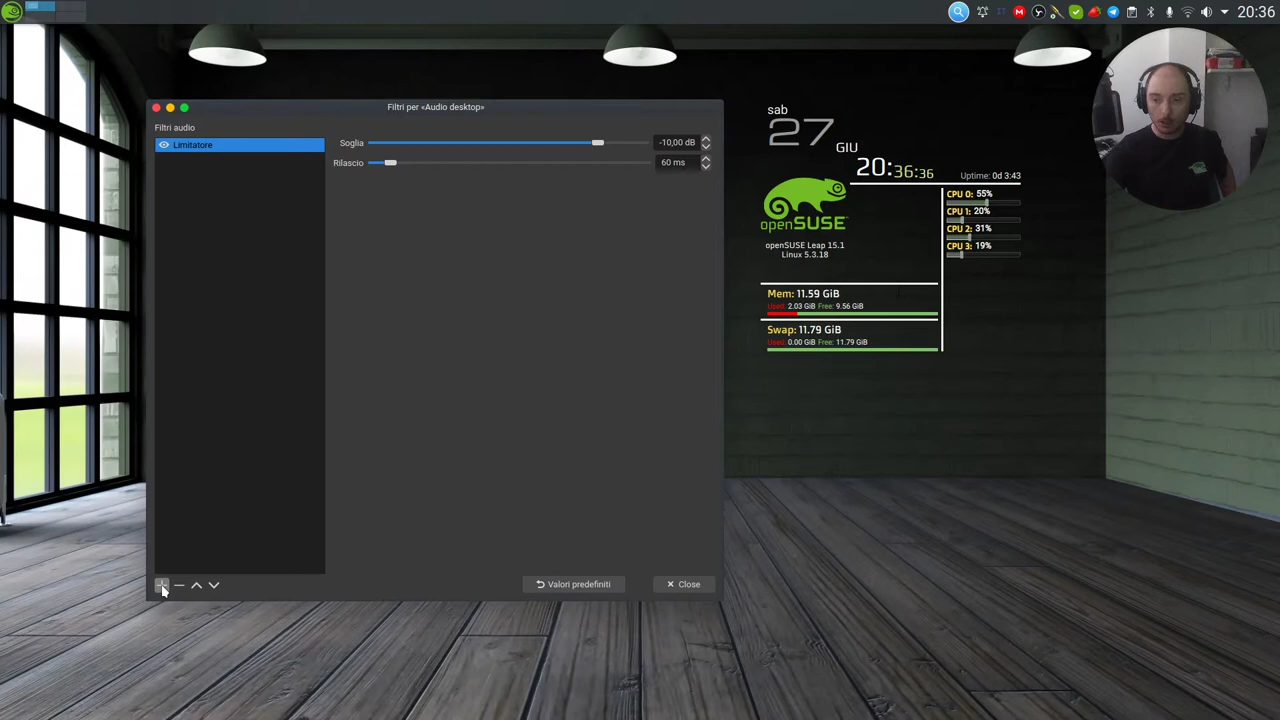 20:36
Filtri per «Audio desktop»
Filtri audio
Limitatore
Soglia
-10,00 dB
Rilascio
60 ms
Valori predefiniti
Close
sab
27
GIU
20:36:36
Uptime: 0d 3:43
openSUSE
openSUSE Leap 15.1
Linux 5.3.18
CPU 0: 55%
CPU 1: 20%
CPU 2: 31%
CPU 3: 19%
Mem: 11.59 GiB
Used: 2.03 GiB Free: 9.56 GiB
Swap: 11.79 GiB
Used: 0.00 GiB Free: 11.79 GiB